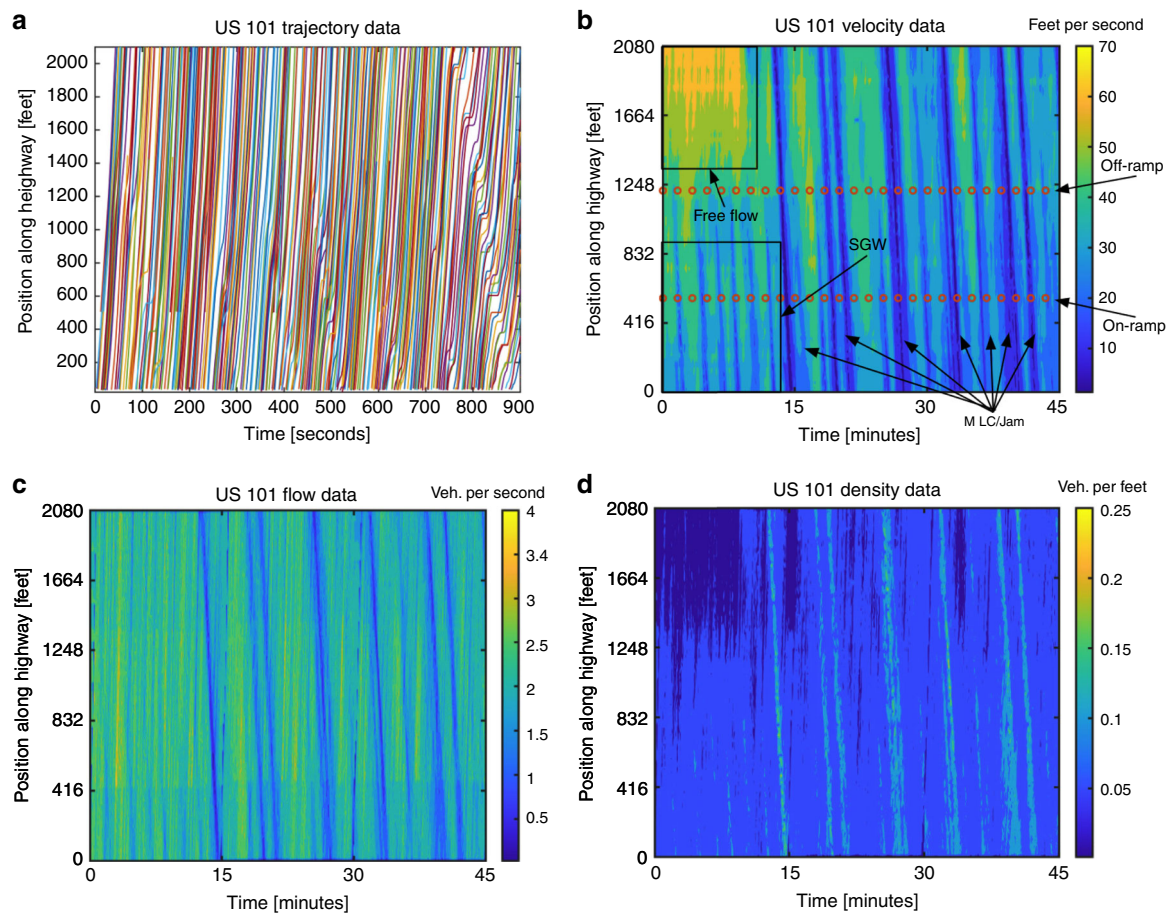 a
US 101 trajectory data
Position along heighway [feet]
2000
1800
1600
1400
1200
1000
800
600
400
200
0 100 200 300 400 500 600 700 800 900
Time [seconds]
b
US 101 velocity data
Feet per second
Position along highway [feet]
2080
1664
1248
832
416
0
0 15 30 45
Time [minutes]
70
60
50
40
30
20
10
Off-ramp
On-ramp
Free flow
SGW
M LC/Jam
c
US 101 flow data
Veh. per second
Position along highway [feet]
2080
1664
1248
832
416
0
0 15 30 45
Time [minutes]
4
3.4
3
2.5
2
1.5
1
0.5
d
US 101 density data
Veh. per feet
Position along highway [feet]
2080
1664
1248
832
416
0
0 15 30 45
Time [minutes]
0.25
0.2
0.15
0.1
0.05